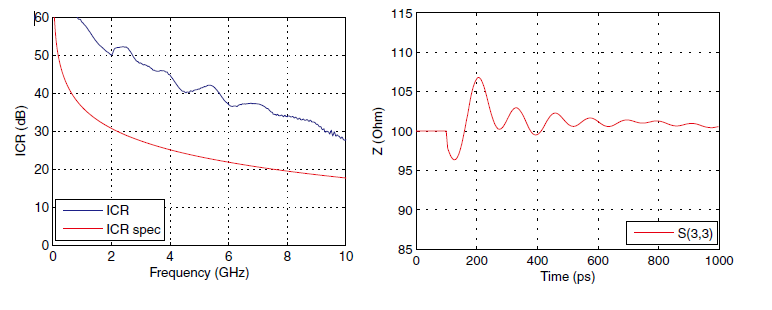 60
50
40
30
20
10
0
ICR (dB)
ICR
ICR spec
0 2 4 6 8 10
Frequency (GHz)
115
110
105
100
95
90
85
Z (Ohm)
S(3,3)
0 200 400 600 800 1000
Time (ps)